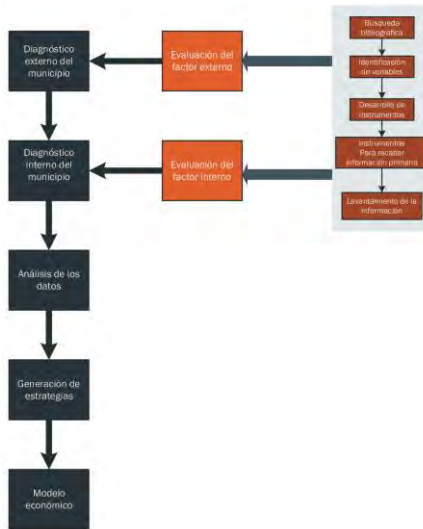 Diagnóstico
externo del
municipio
Evaluación del
factor externo
Búsqueda
bibliográfica
Identificación
de variables
Desarrollo de
instrumentos
Instrumentos
Para recabar
información primaria
Levantamiento de la
información
Diagnóstico
interno del
municipio
Evaluación del
factor interno
Análisis de los
datos
Generación de
estrategias
Modelo
económico